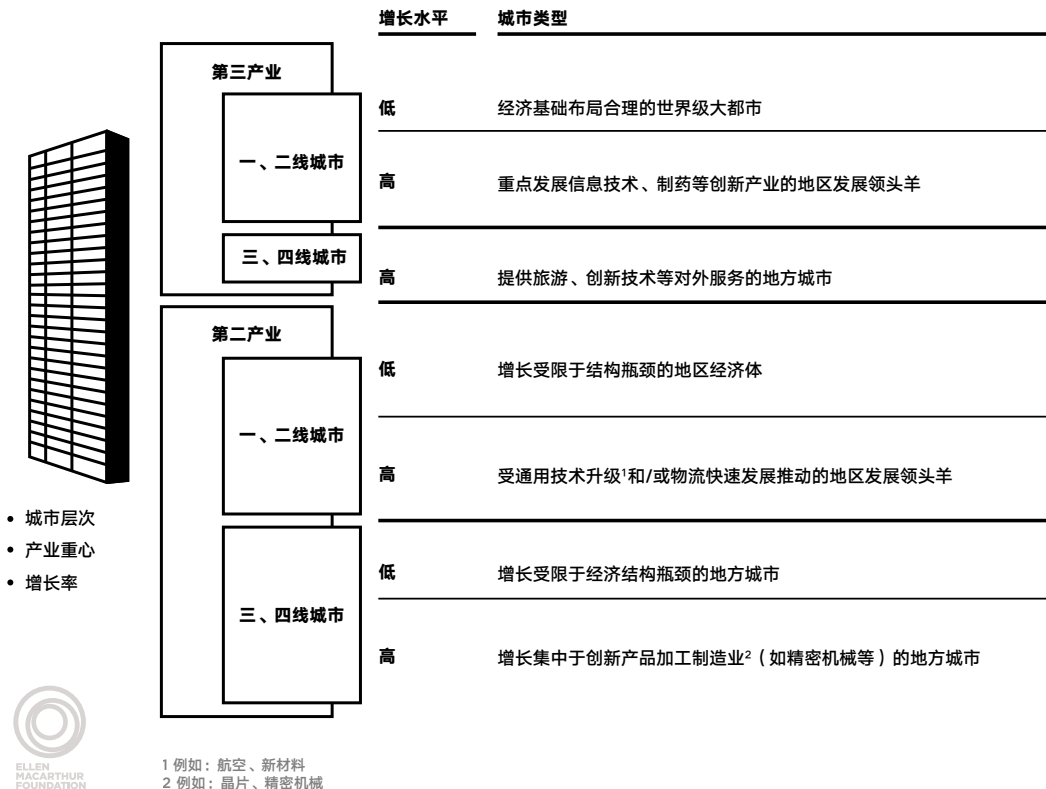 增长水平 城市类型
第三产业
低 经济基础布局合理的世界级大都市
一、二线城市
高 重点发展信息技术、制药等创新产业的地区发展领头羊
三、四线城市
高 提供旅游、创新技术等对外服务的地方城市
第二产业
低 增长受限于结构瓶颈的地区经济体
一、二线城市
高 受通用技术升级¹和/或物流快速发展推动的地区发展领头羊
• 城市层次
• 产业重心
• 增长率
低 增长受限于经济结构瓶颈的地方城市
三、四线城市
高 增长集中于创新产品加工制造业²（如精密机械等）的地方城市
ELLEN
MACARTHUR
FOUNDATION
1 例如：航空、新材料
2 例如：晶片、精密机械